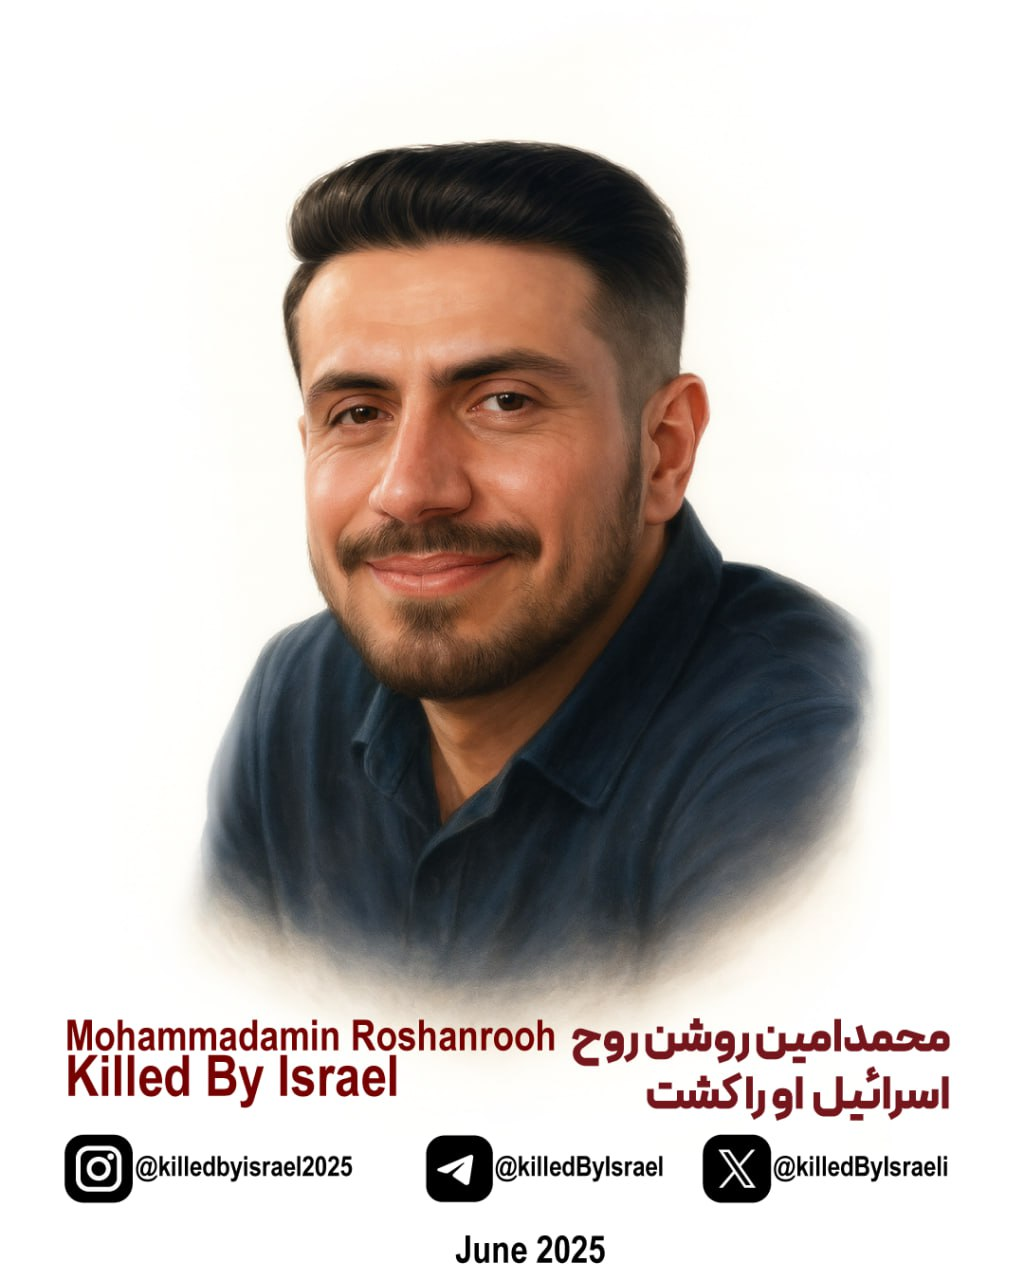 Mohammadamin Roshanrooh
Killed By Israel
محمدامین روشن روح
اسرائیل او را کشت
@killedbyisrael2025
@killedByIsrael
@killedByIsraeli
June 2025